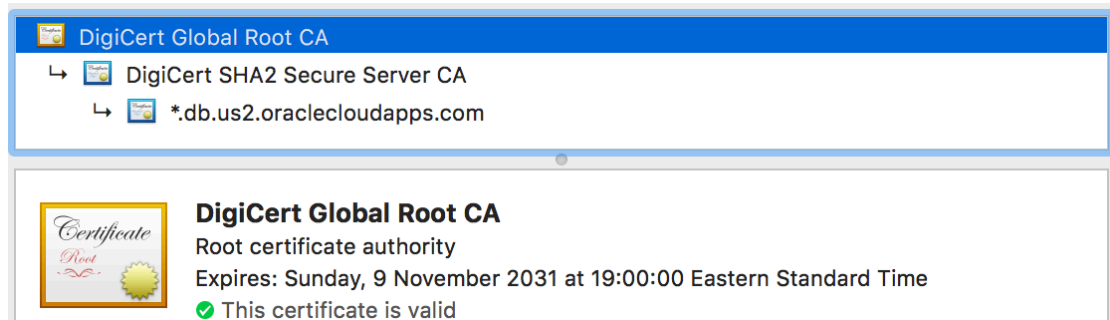 DigiCert Global Root CA
DigiCert SHA2 Secure Server CA
*.db.us2.oraclecloudapps.com
DigiCert Global Root CA
Certificate
Root
Root certificate authority
Expires: Sunday, 9 November 2031 at 19:00:00 Eastern Standard Time
This certificate is valid